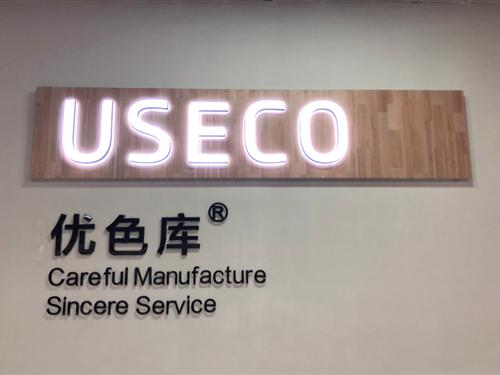 USECO
优色库®
Careful Manufacture
Sincere Service